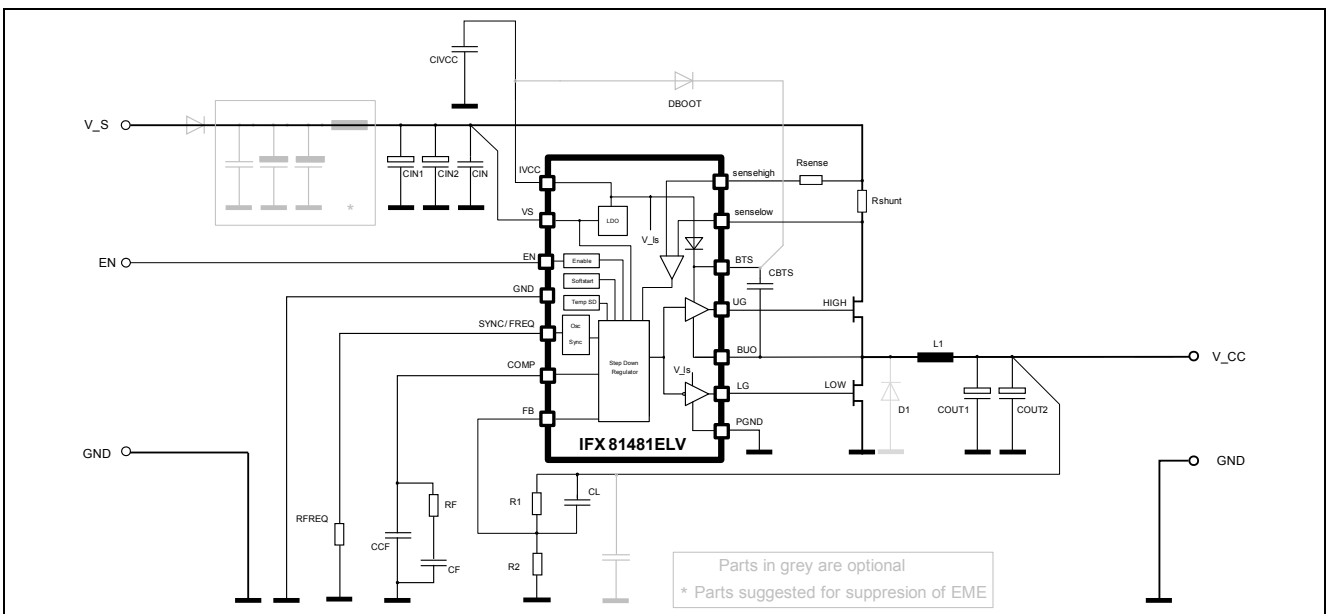 CIVCC
DBOOT
V_S
*
CIN1
CIN2
CIN
IVCC
sensehigh
Rsense
Rshunt
VS
LDO
V_Is
senselow
EN
EN
Enable
BTS
CBTS
Softstart
GND
Temp SD
UG
HIGH
SYNC/FREQ
Osc
Sync
Step Down
Regulator
BUO
L1
V_CC
COMP
V_Is
LG
LOW
D1
COUT1
COUT2
FB
PGND
IFX 81481ELV
GND
GND
RFREQ
CCF
RF
CF
R1
CL
R2
Parts in grey are optional
* Parts suggested for suppresion of EME